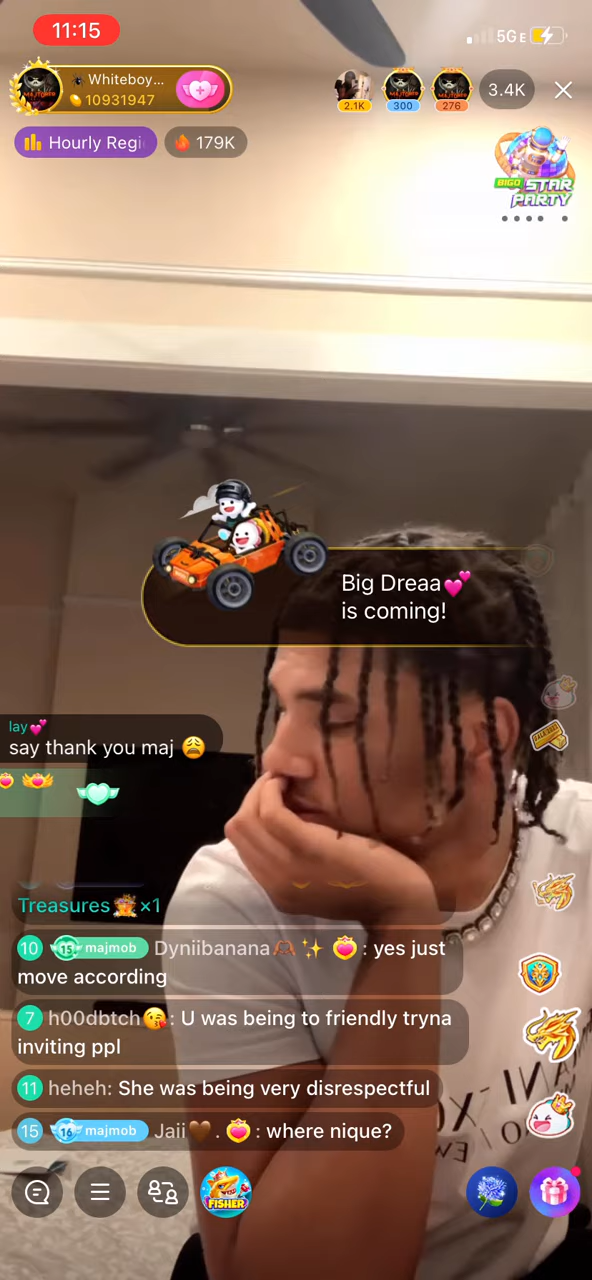 11:15
5G E
Whiteboy...
10931947
2.1K
300
276
3.4K
Hourly Regi
179K
BIGO STAR
PARTY
Big Dreaa💕
is coming!
lay💕
say thank you maj 😩
Treasures ×1
10 15 majmob Dyniibanana🫶🏽✨ : yes just
move according
7 h00dbtch😘: U was being to friendly tryna
inviting ppl
11 heheh: She was being very disrespectful
15 16 majmob Jaii🤎. : where nique?
FISHER